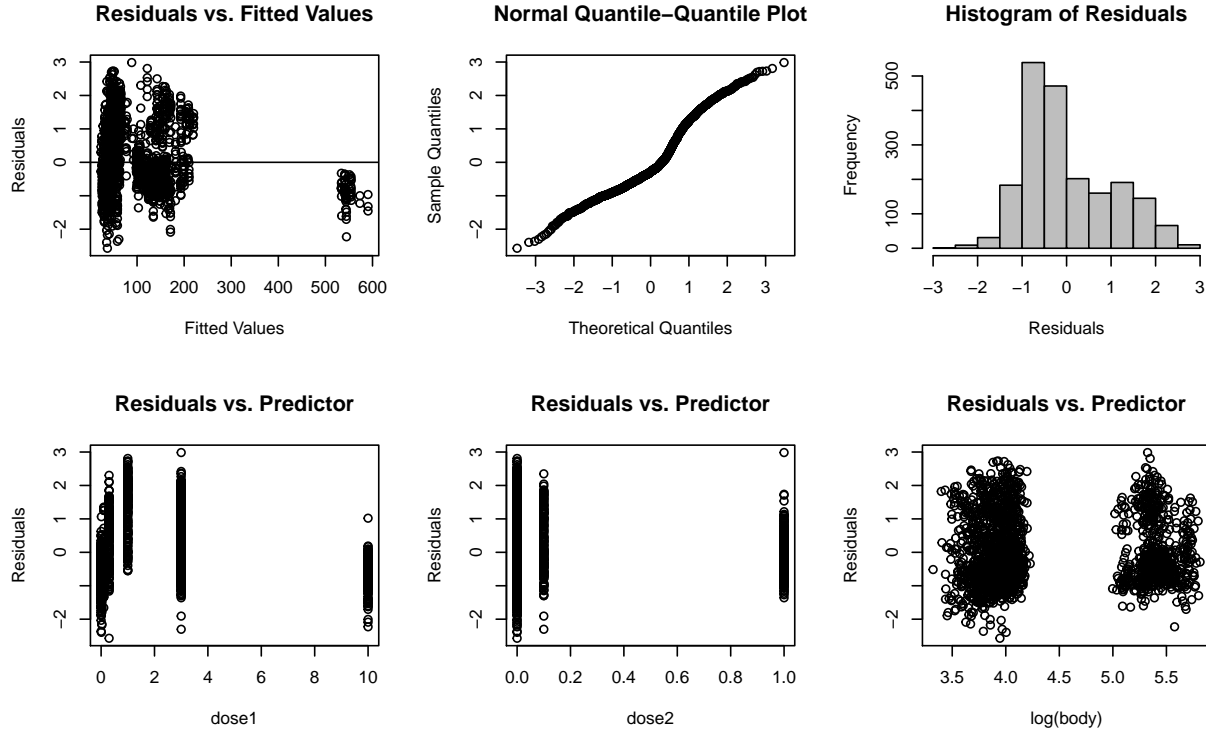 Residuals vs. Fitted Values
Residuals
3
2
1
0
−2
100 200 300 400 500 600
Fitted Values
Normal Quantile−Quantile Plot
Sample Quantiles
3
2
1
0
−2
−3 −2 −1 0 1 2 3
Theoretical Quantiles
Histogram of Residuals
Frequency
500
300
100
0
−3 −2 −1 0 1 2 3
Residuals
Residuals vs. Predictor
Residuals
3
2
1
0
−2
0 2 4 6 8 10
dose1
Residuals vs. Predictor
Residuals
3
2
1
0
−2
0.0 0.2 0.4 0.6 0.8 1.0
dose2
Residuals vs. Predictor
Residuals
3
2
1
0
−2
3.5 4.0 4.5 5.0 5.5
log(body)